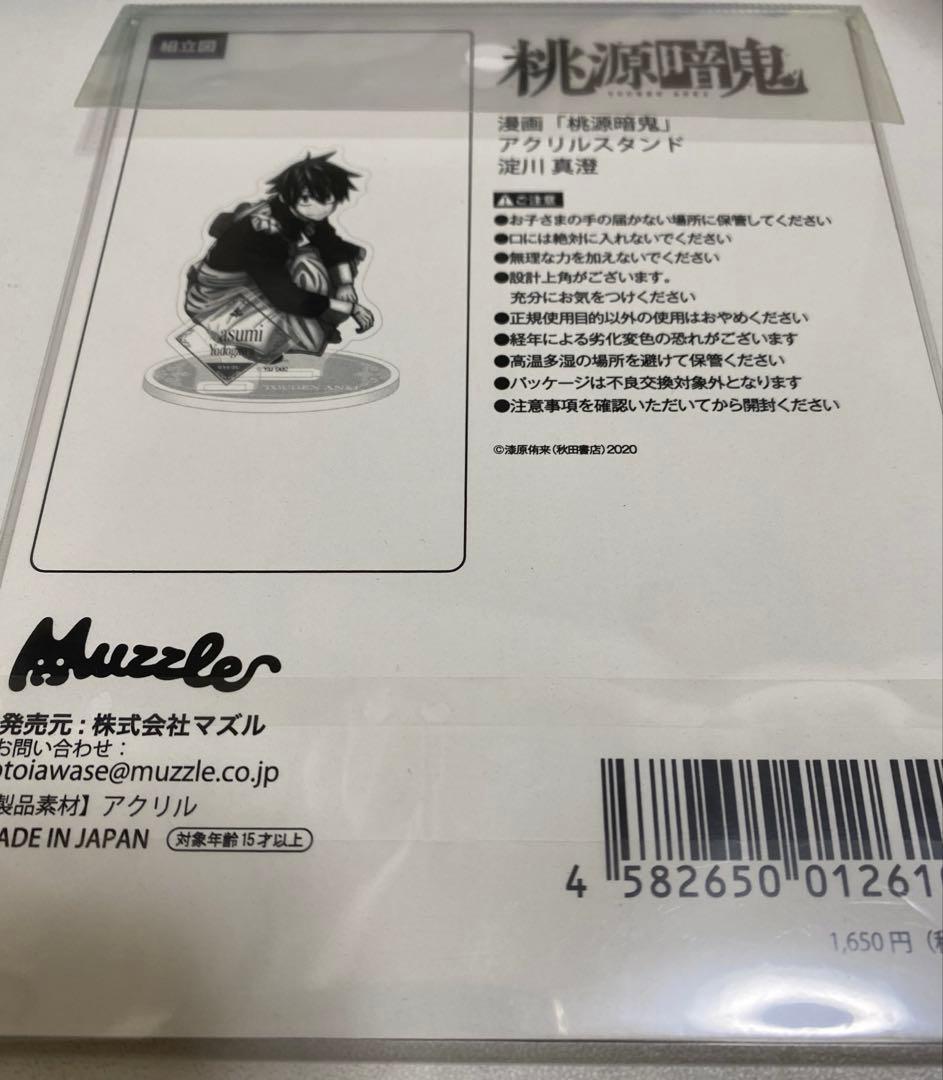 組立図
桃源暗鬼
TOUGEN ANKI
漫画「桃源暗鬼」
アクリルスタンド
淀川 真澄
ご注意
●お子さまの手の届かない場所に保管してください
●口には絶対に入れないでください
●無理な力を加えないでください
●設計上角がございます。
充分にお気をつけください
●正規使用目的以外の使用はおやめください
●経年による劣化変色の恐れがございます
●高温多湿の場所を避けて保管ください
●パッケージは不良交換対象外となります
●注意事項を確認いただいてから開封ください
©漆原侑来（秋田書店）2020
asumi
Yodogawa
TOUGEN ANKI
Muzzle
発売元：株式会社マズル
お問い合わせ：
otoiawase@muzzle.co.jp
製品素材】アクリル
ADE IN JAPAN 対象年齢15才以上
4 582650 01261
1,650円（税